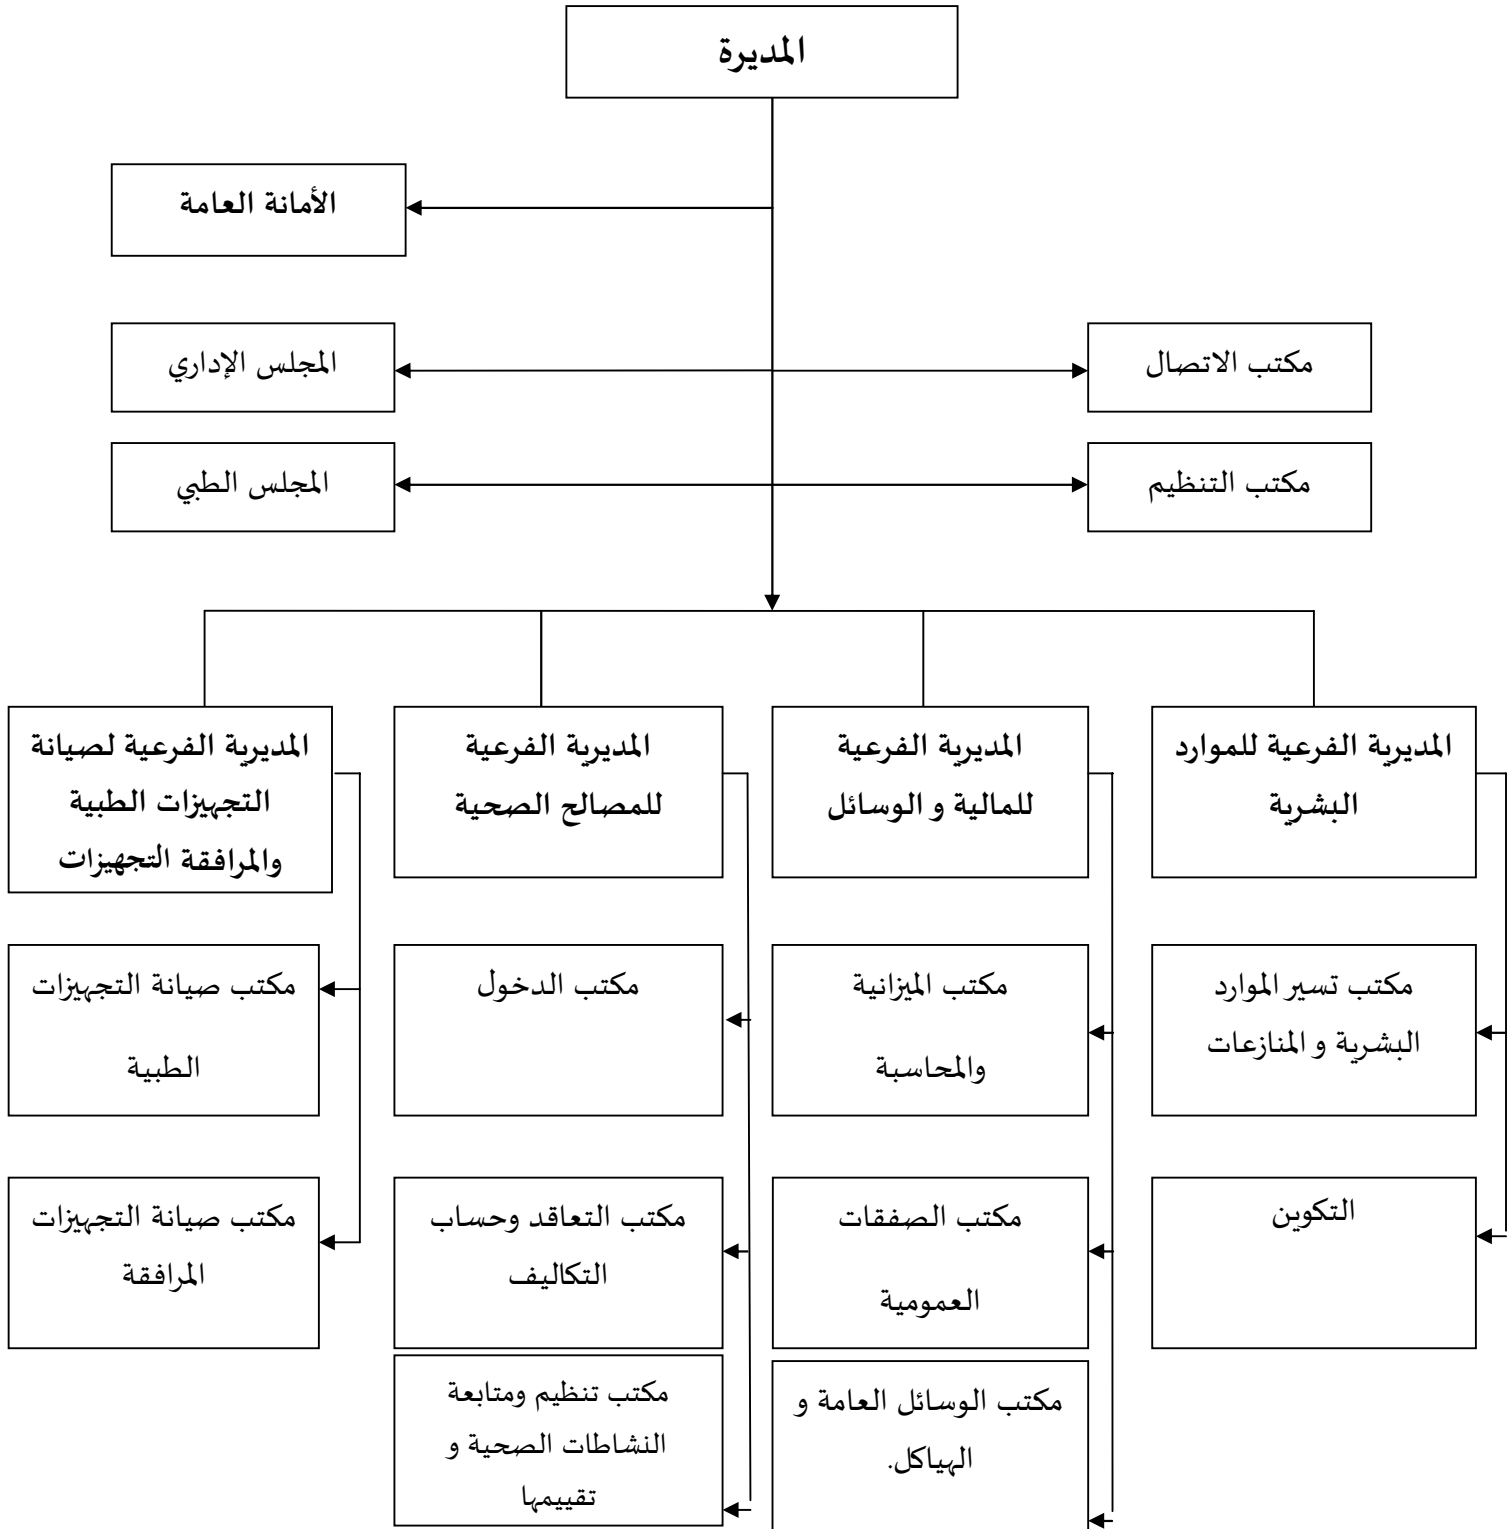 المديرة
الأمانة العامة
مكتب الاتصال
المجلس الإداري
مكتب التنظيم
المجلس الطبي
المديرية الفرعية للموارد
البشرية
المديرية الفرعية
للمالية و الوسائل
المديرية الفرعية
للمصالح الصحية
المديرية الفرعية لصيانة
التجهيزات الطبية
والمرافقة التجهيزات
مكتب تسير الموارد
البشرية و المنازعات
مكتب الميزانية
والمحاسبة
مكتب الدخول
مكتب صيانة التجهيزات
الطبية
التكوين
مكتب الصفقات
العمومية
مكتب التعاقد وحساب
التكاليف
مكتب صيانة التجهيزات
المرافقة
مكتب الوسائل العامة و
الهياكل.
مكتب تنظيم ومتابعة
النشاطات الصحية و
تقييمها